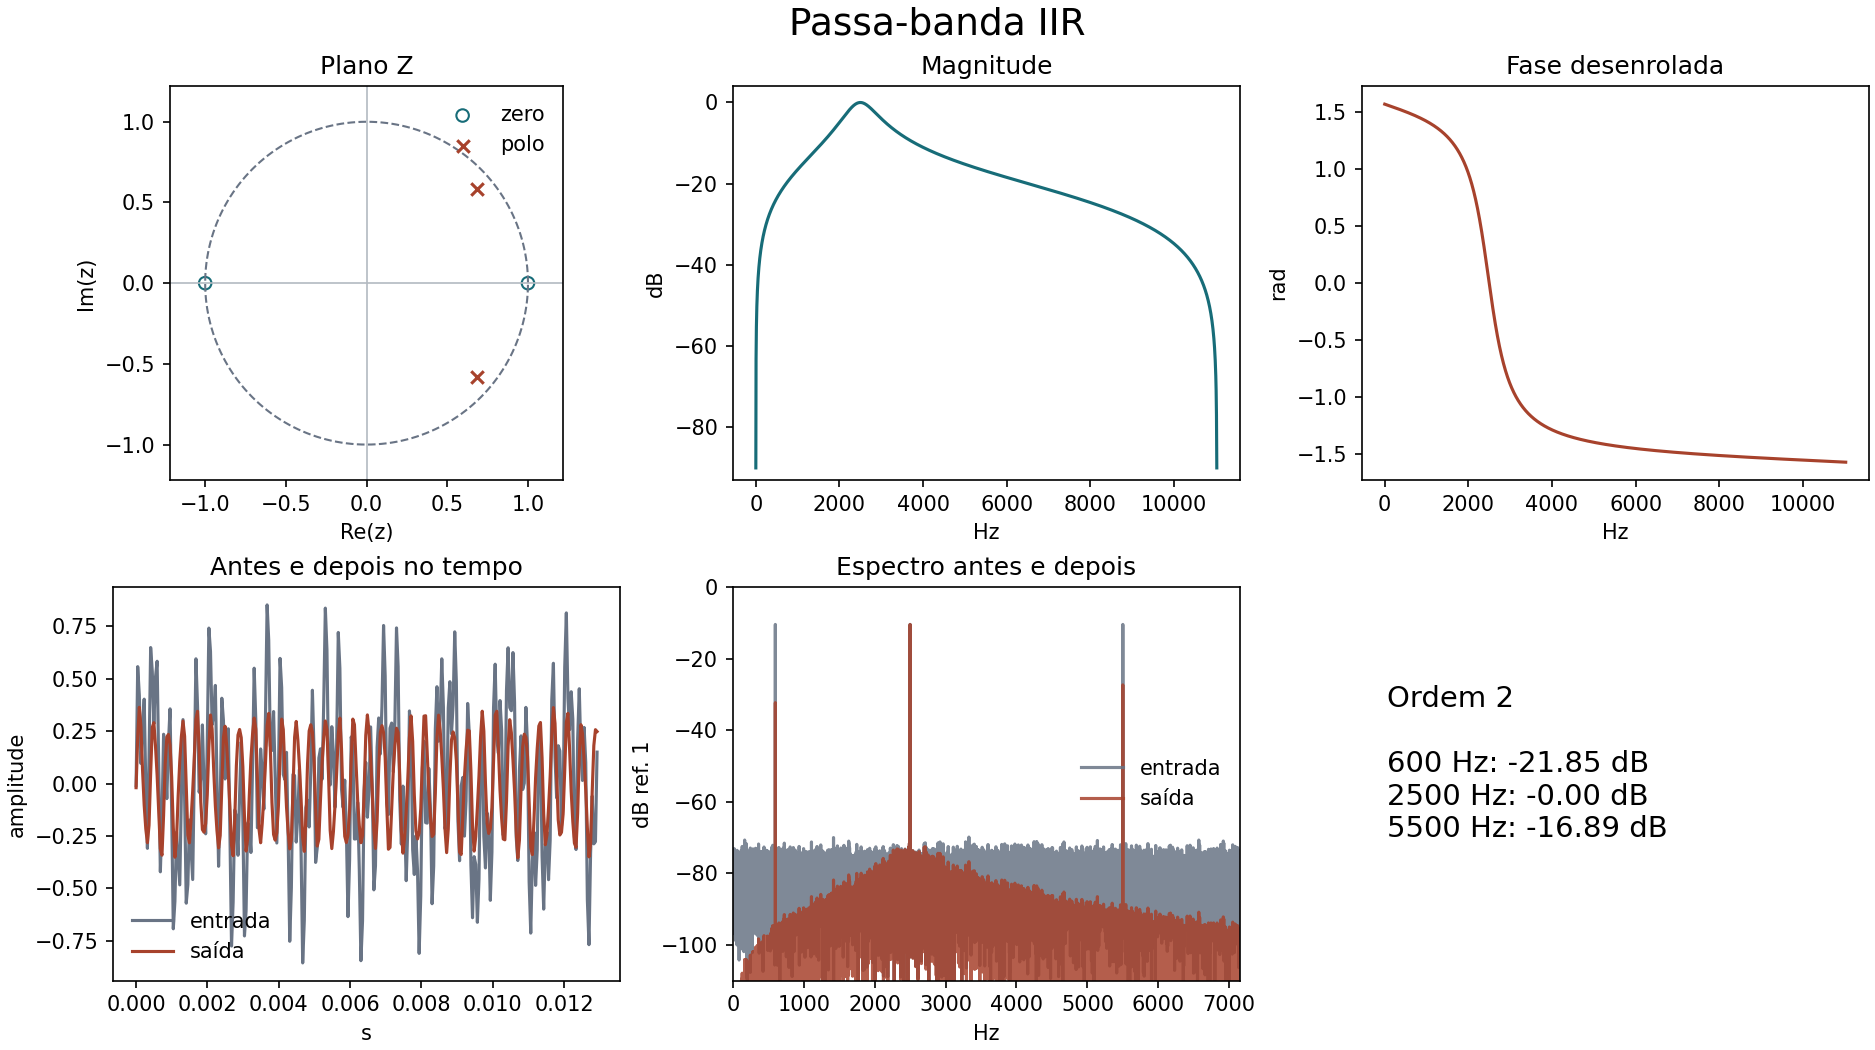 Passa-banda IIR
Plano Z
Im(z)
1.0
0.5
0.0
−0.5
−1.0
zero
polo
−1.0 −0.5 0.0 0.5 1.0
Re(z)
Magnitude
dB
0
−20
−40
−60
−80
0 2000 4000 6000 8000 10000
Hz
Fase desenrolada
rad
1.5
1.0
0.5
0.0
−0.5
−1.0
−1.5
0 2000 4000 6000 8000 10000
Hz
Antes e depois no tempo
amplitude
0.75
0.50
0.25
0.00
−0.25
−0.50
−0.75
entrada
saída
0.000 0.002 0.004 0.006 0.008 0.010 0.012
s
Espectro antes e depois
dB ref. 1
0
−20
−40
−60
−80
−100
entrada
saída
0 1000 2000 3000 4000 5000 6000 7000
Hz
Ordem 2
600 Hz: -21.85 dB
2500 Hz: -0.00 dB
5500 Hz: -16.89 dB